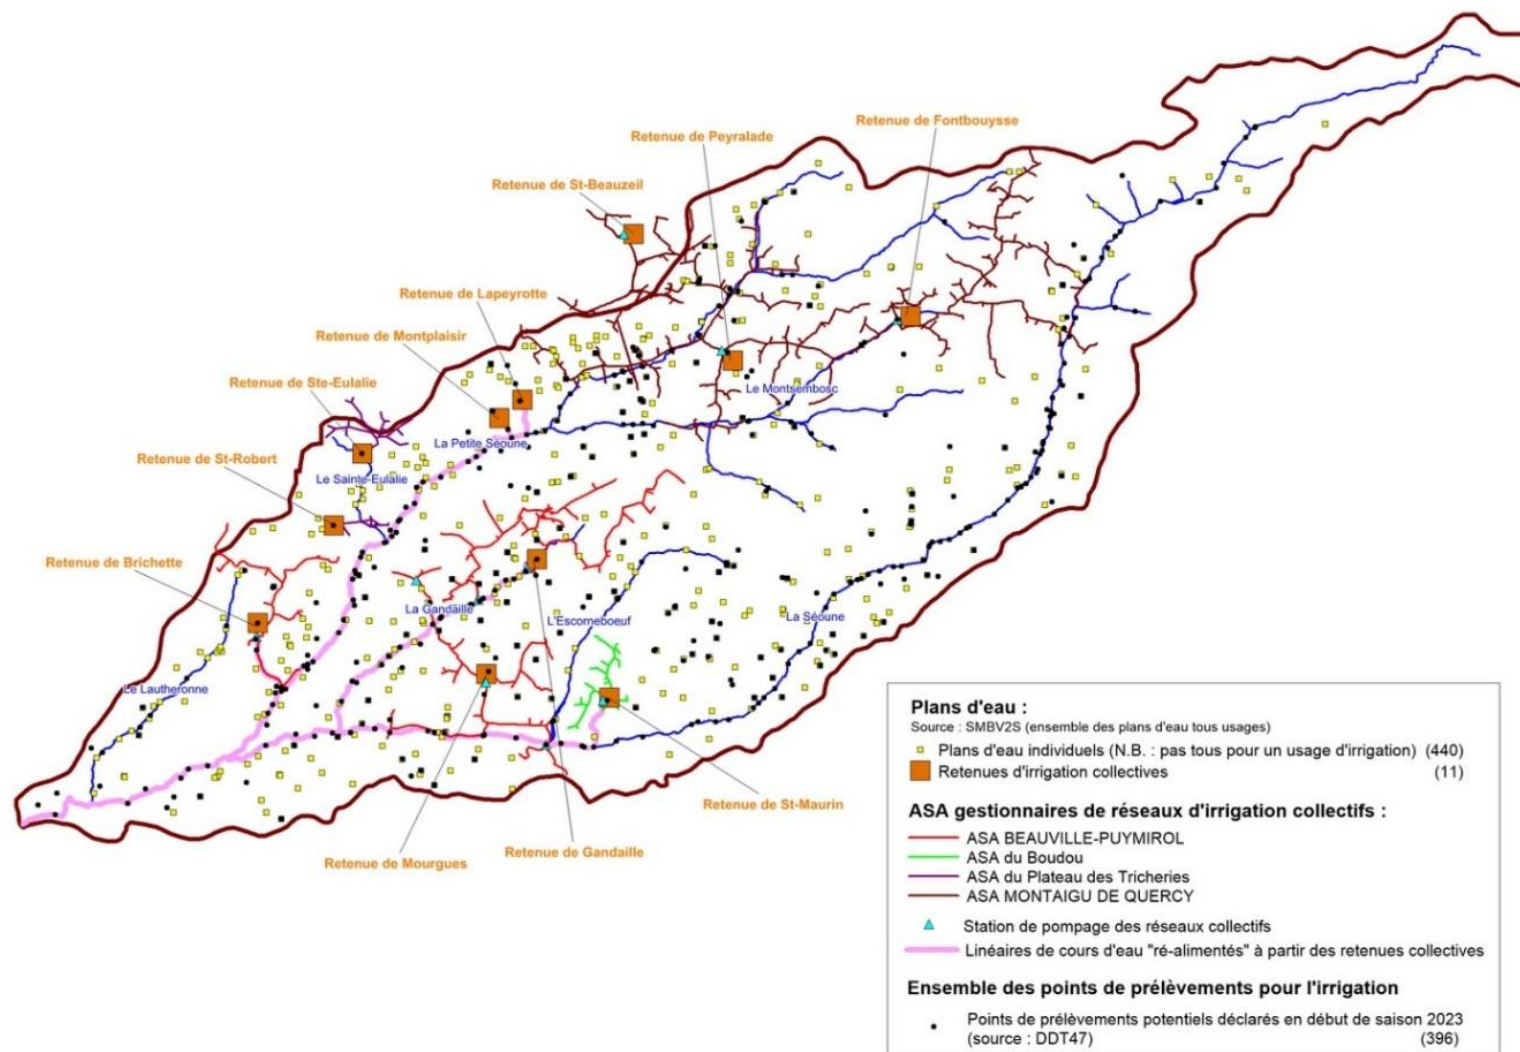 Retenue de Fontbouysse
Retenue de Peyralade
Retenue de St-Beauzeil
Retenue de Lapeyrotte
Retenue de Montplaisir
Retenue de Ste-Eulalie
Le Montsembosc
La Petite Séoune
Retenue de St-Robert
Le Sainte-Eulalie
Retenue de Brichette
La Gandaille
L'Escorneboeuf
La Séoune
Le Lautheronne
Retenue de St-Maurin
Retenue de Gandaille
Retenue de Mourgues
Plans d'eau :
Source : SMBV2S (ensemble des plans d'eau tous usages)
Plans d'eau individuels (N.B. : pas tous pour un usage d'irrigation) (440)
Retenues d'irrigation collectives (11)
ASA gestionnaires de réseaux d'irrigation collectifs :
ASA BEAUVILLE-PUYMIROL
ASA du Boudou
ASA du Plateau des Tricheries
ASA MONTAIGU DE QUERCY
Station de pompage des réseaux collectifs
Linéaires de cours d'eau "ré-alimentés" à partir des retenues collectives
Ensemble des points de prélèvements pour l'irrigation
Points de prélèvements potentiels déclarés en début de saison 2023
(source : DDT47) (396)